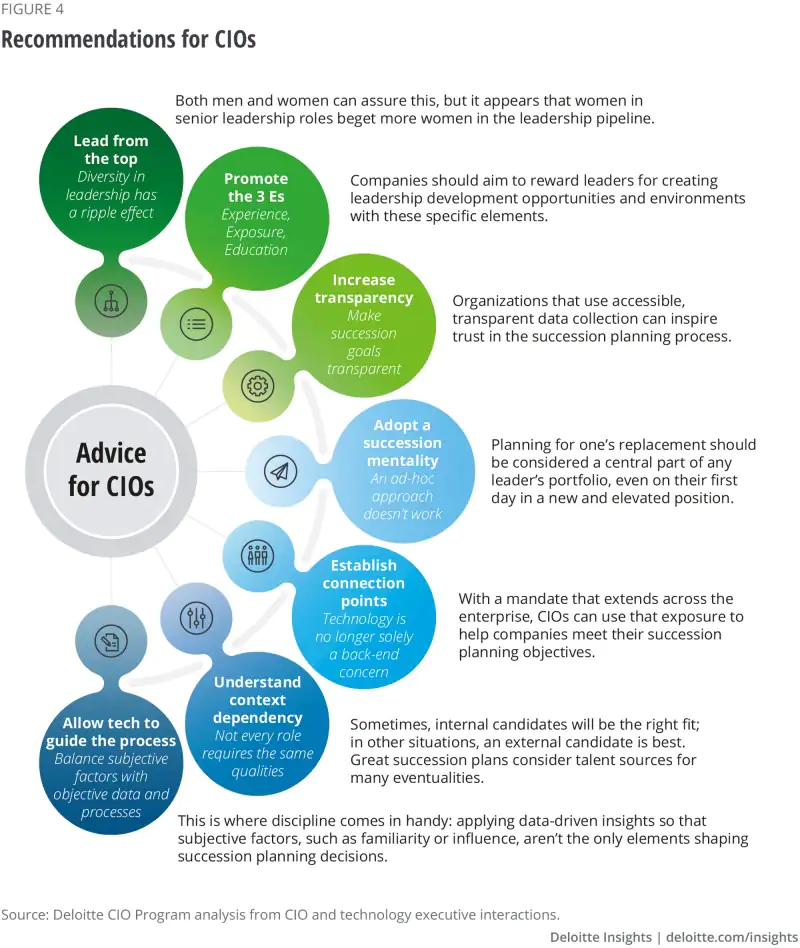 FIGURE 4
Recommendations for CIOs
Both men and women can assure this, but it appears that women in
senior leadership roles beget more women in the leadership pipeline.
Lead from
the top
Diversity in
leadership has
a ripple effect
Promote
the 3 Es
Experience,
Exposure,
Education
Companies should aim to reward leaders for creating
leadership development opportunities and environments
with these specific elements.
Increase
transparency
Make
succession
goals
transparent
Organizations that use accessible,
transparent data collection can inspire
trust in the succession planning process.
Advice
for CIOs
Adopt a
succession
mentality
An ad-hoc
approach
doesn’t work
Planning for one’s replacement should
be considered a central part of any
leader’s portfolio, even on their first
day in a new and elevated position.
Establish
connection
points
Technology is
no longer solely
a back-end
concern
With a mandate that extends across the
enterprise, CIOs can use that exposure to
help companies meet their succession
planning objectives.
Understand
context
dependency
Not every role
requires the same
qualities
Sometimes, internal candidates will be the right fit;
in other situations, an external candidate is best.
Great succession plans consider talent sources for
many eventualities.
Allow tech to
guide the process
Balance subjective
factors with
objective data and
processes
This is where discipline comes in handy: applying data-driven insights so that
subjective factors, such as familiarity or influence, aren’t the only elements shaping
succession planning decisions.
Source: Deloitte CIO Program analysis from CIO and technology executive interactions.
Deloitte Insights | deloitte.com/insights